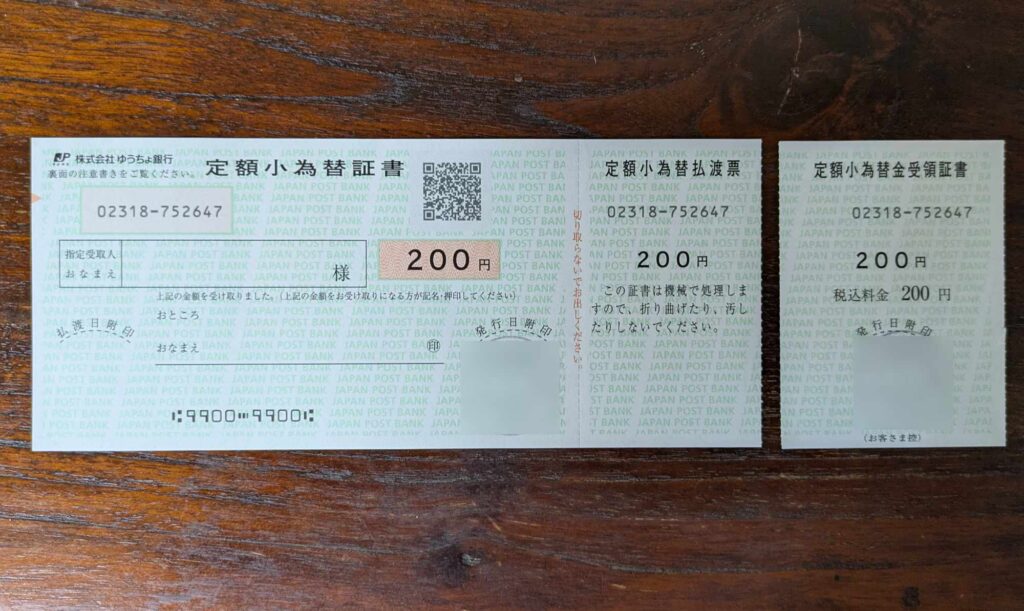 JP 株式会社 ゆうちょ銀行
裏面の注意書きをご覧ください。
定額小為替証書
02318-752647
指定受取人
おなまえ
様
200円
上記の金額を受け取りました。(上記の金額をお受け取りになる方が記名・押印してください)
おところ
おなまえ
印
払渡日附印
発行日附印
⑆9900⑉9900⑆
切り取らないでお出しください。
定額小為替払渡票
02318-752647
200円
この証書は機械で処理しま
すので、折り曲げたり、汚し
たりしないでください。
定額小為替金受領証書
02318-752647
200円
税込料金 200 円
発行日附印
(お客さま控)
JAPAN POST BANK